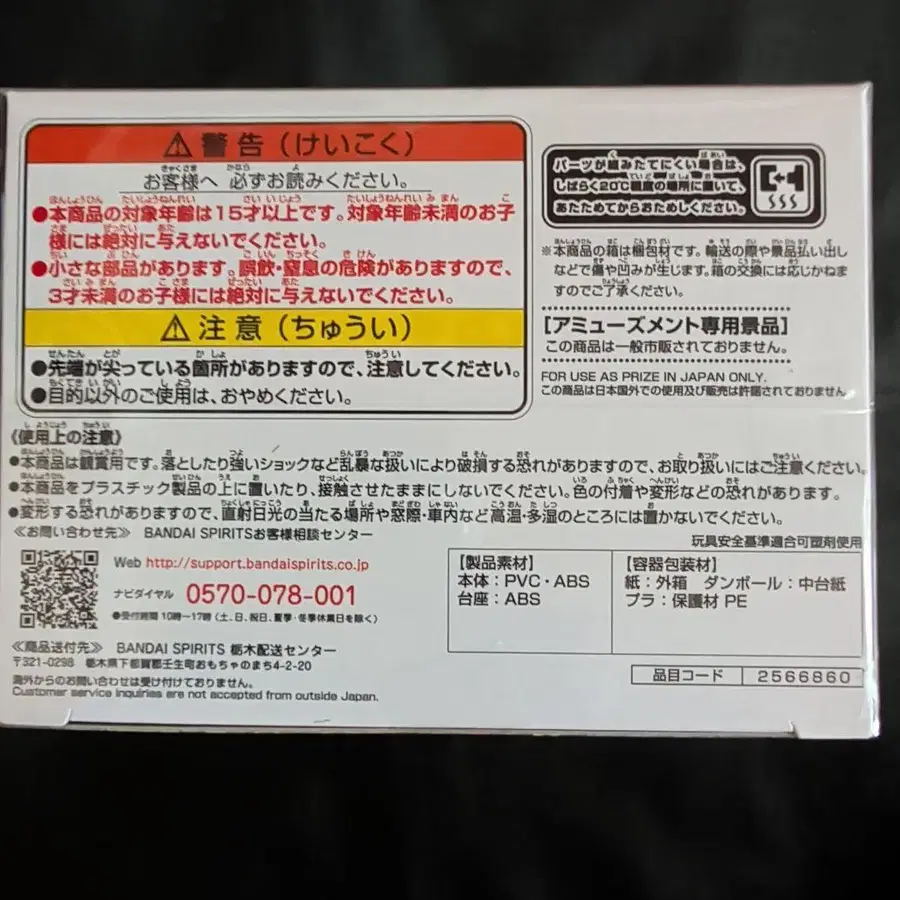 ⚠警告（けいこく）
お客様へ 必ずお読みください。
●本商品の対象年齢は15才以上です。対象年齢未満のお子
様には絶対に与えないでください。
●小さな部品があります。誤飲・窒息の危険がありますので、
3才未満のお子様には絶対に与えないでください。
⚠注意（ちゅうい）
●先端が尖っている箇所がありますので、注意してください。
●目的以外のご使用は、おやめください。
パーツが組みたてにくい場合は、
しばらく20℃程度の場所に置いて、
あたためてからおためしください。
※本商品の箱は梱包材です。輸送の際や景品払い出し
などで傷や凹みが生じます。箱の交換には応じかねま
すのでご了承ください。
[アミューズメント専用景品]
この商品は一般市販されておりません。
FOR USE AS PRIZE IN JAPAN ONLY.
この商品は日本国外での使用及び販売は許諾されておりません
《使用上の注意》
●本商品は観賞用です。落としたり強いショックなど乱暴な扱いにより破損する恐れがありますので、お取り扱いにはご注意ください。
●本商品をプラスチック製品の上に置いたり、接触させたままにしないでください。色の付着や変形などの恐れがあります。
●変形する恐れがありますので、直射日光の当たる場所や窓際・車内など高温・多湿のところには置かないでください。
≪お問い合わせ先≫ BANDAI SPIRITSお客様相談センター
Web http://support.bandaispirits.co.jp
ナビダイヤル 0570-078-001
●受付時間 10時〜17時（土、日、祝日、夏季・冬季休業日を除く）
≪商品送付先≫ BANDAI SPIRITS 栃木配送センター
〒321-0298 栃木県下都賀郡壬生町おもちゃのまち4-2-20
海外からのお問い合わせは受け付けておりません。
Customer service inquiries are not accepted from outside Japan.
玩具安全基準適合可塑剤使用
【製品素材】
本体：PVC・ABS
台座：ABS
【容器包装材】
紙：外箱 ダンボール：中台紙
プラ：保護材 PE
品目コード 2566860